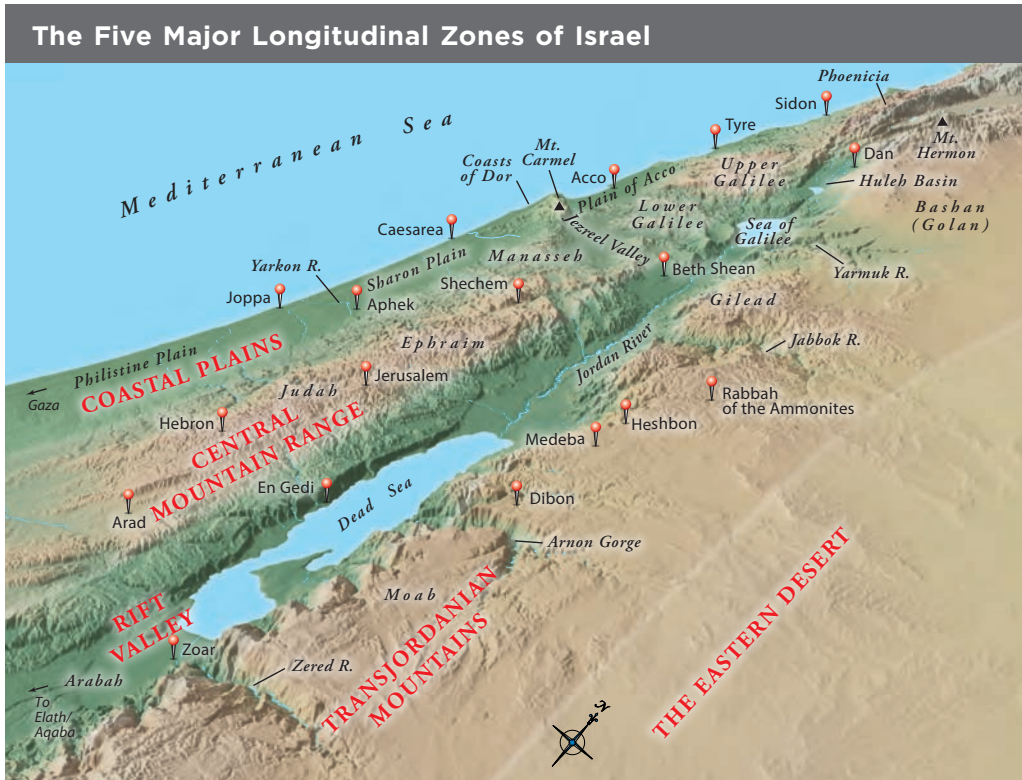 The Five Major Longitudinal Zones of Israel
Phoenicia
Sidon
Mediterranean Sea
Tyre
Mt.
Hermon
Dan
Mt.
Carmel
Coasts
of Dor
Acco
Plain of Acco
Upper
Galilee
Huleh Basin
Bashan
(Golan)
Lower
Galilee
Sea of
Galilee
Caesarea
Jezreel Valley
Yarmuk R.
Sharon Plain
Manasseh
Beth Shean
Yarkon R.
Shechem
Joppa
Aphek
Gilead
Ephraim
Jordan River
Jabbok R.
Philistine Plain
COASTAL PLAINS
Gaza
Judah
Jerusalem
Rabbah
of the Ammonites
Hebron
CENTRAL
MOUNTAIN RANGE
Heshbon
Medeba
En Gedi
Dead Sea
Dibon
Arad
Arnon Gorge
Moab
RIFT
VALLEY
TRANSJORDANIAN
MOUNTAINS
THE EASTERN DESERT
Zoar
Zered R.
Arabah
To
Elath/
Aqaba
N